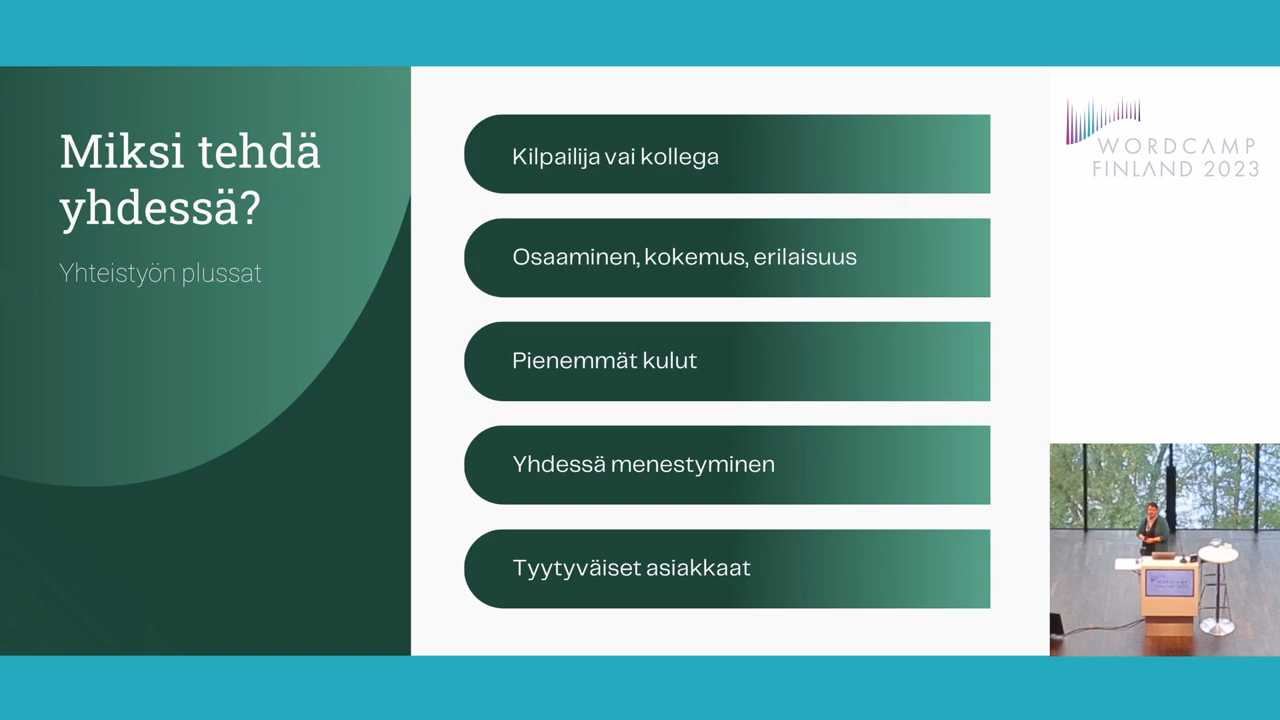 Miksi tehdä
yhdessä?
Yhteistyön plussat
Kilpailija vai kollega
Osaaminen, kokemus, erilaisuus
Pienemmät kulut
Yhdessä menestyminen
Tyytyväiset asiakkaat
WORDCAMP
FINLAND 2023